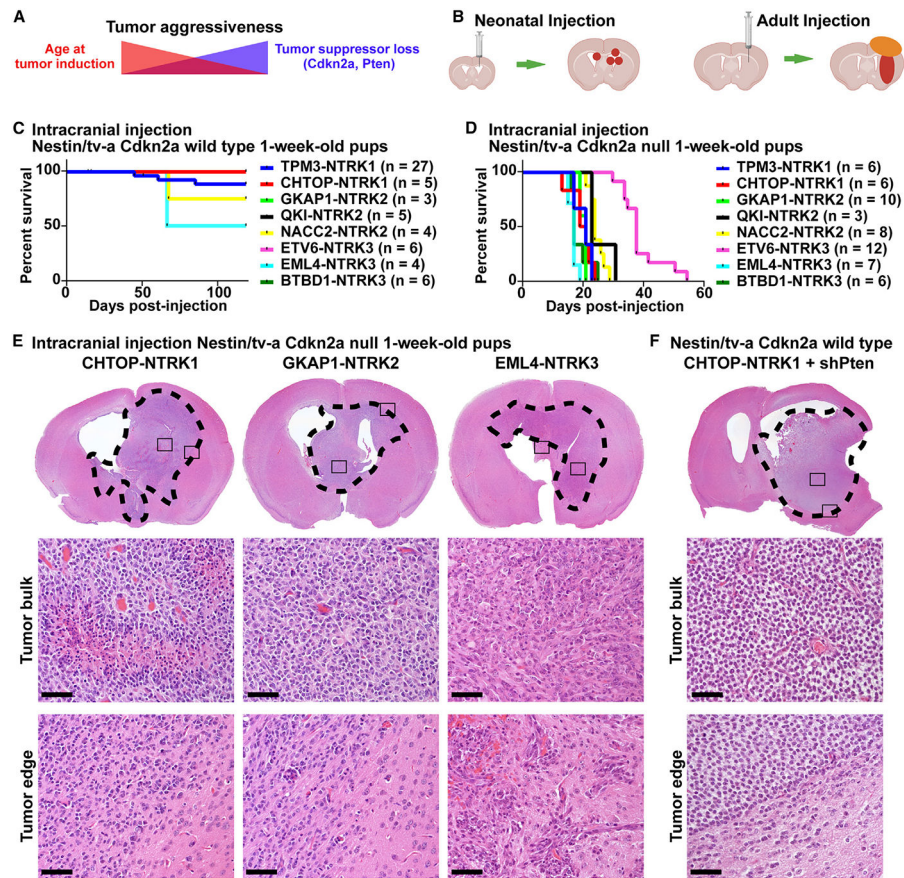 A
Tumor aggressiveness
Age at
tumor induction
Tumor suppressor loss
(Cdkn2a, Pten)
B
Neonatal Injection
Adult Injection
C Intracranial injection
Nestin/tv-a Cdkn2a wild type 1-week-old pups
Percent survival
100
50
0
0 50 100
Days post-injection
TPM3-NTRK1 (n = 27)
CHTOP-NTRK1 (n = 5)
GKAP1-NTRK2 (n = 3)
QKI-NTRK2 (n = 5)
NACC2-NTRK2 (n = 4)
ETV6-NTRK3 (n = 6)
EML4-NTRK3 (n = 4)
BTBD1-NTRK3 (n = 6)
D Intracranial injection
Nestin/tv-a Cdkn2a null 1-week-old pups
Percent survival
100
50
0
0 20 40 60
Days post-injection
TPM3-NTRK1 (n = 6)
CHTOP-NTRK1 (n = 6)
GKAP1-NTRK2 (n = 10)
QKI-NTRK2 (n = 3)
NACC2-NTRK2 (n = 8)
ETV6-NTRK3 (n = 12)
EML4-NTRK3 (n = 7)
BTBD1-NTRK3 (n = 6)
E Intracranial injection Nestin/tv-a Cdkn2a null 1-week-old pups
CHTOP-NTRK1 GKAP1-NTRK2 EML4-NTRK3
Tumor bulk
Tumor edge
F Nestin/tv-a Cdkn2a wild type
CHTOP-NTRK1 + shPten
Tumor bulk
Tumor edge